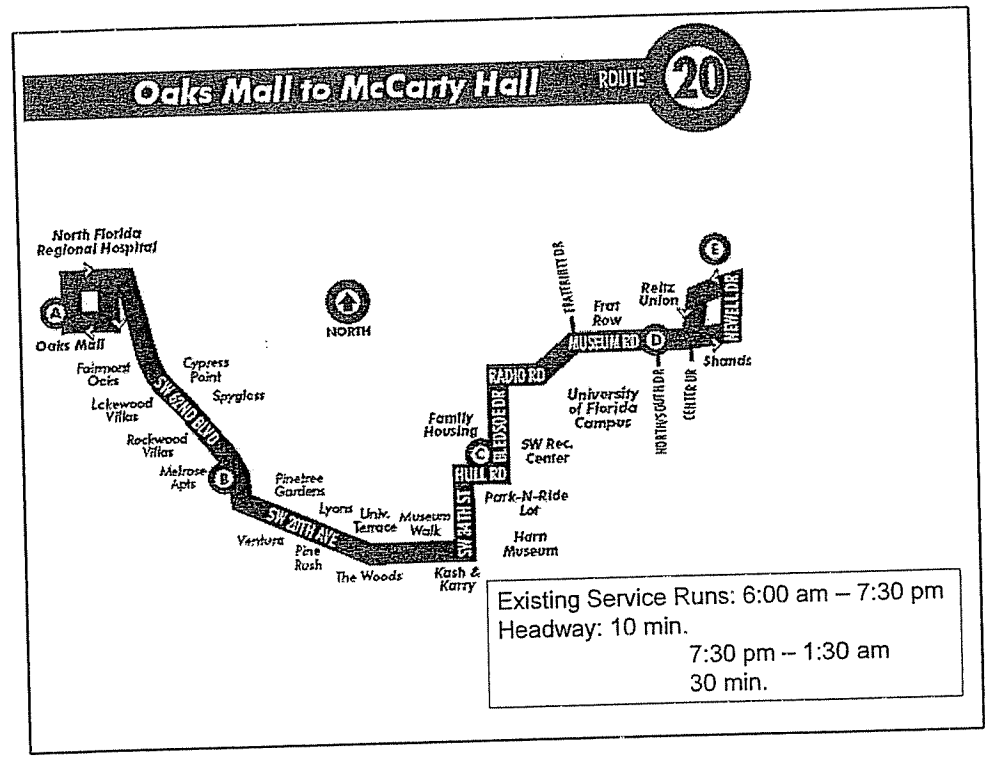 Oaks Mall to McCarty Hall
ROUTE
20
North Florida
Regional Hospital
A
Oaks Mall
NORTH
Fairmont
Oaks
Cypress
Point
Spyglass
Lakewood
Villas
SW 62ND BLVD
Rockwood
Villas
Melrose
Apts
B
Pinetree
Gardens
Lyons
Univ.
Terrace
Museum
Walk
SW 20TH AVE
Ventura
Pine
Rush
The Woods
Kash &
Karry
SW 34TH ST
HULL RD
C
Family
Housing
BLEDSOE DR
RADIO RD
SW Rec.
Center
Park-N-Ride
Lot
Harn
Museum
FRATERNITY DR
Frat
Row
MUSEUM RD
D
University
of Florida
Campus
NORTH/SOUTH DR
CENTER DR
Reitz
Union
E
NEWELL DR
Shands
Existing Service Runs: 6:00 am – 7:30 pm
Headway: 10 min.
7:30 pm – 1:30 am
30 min.